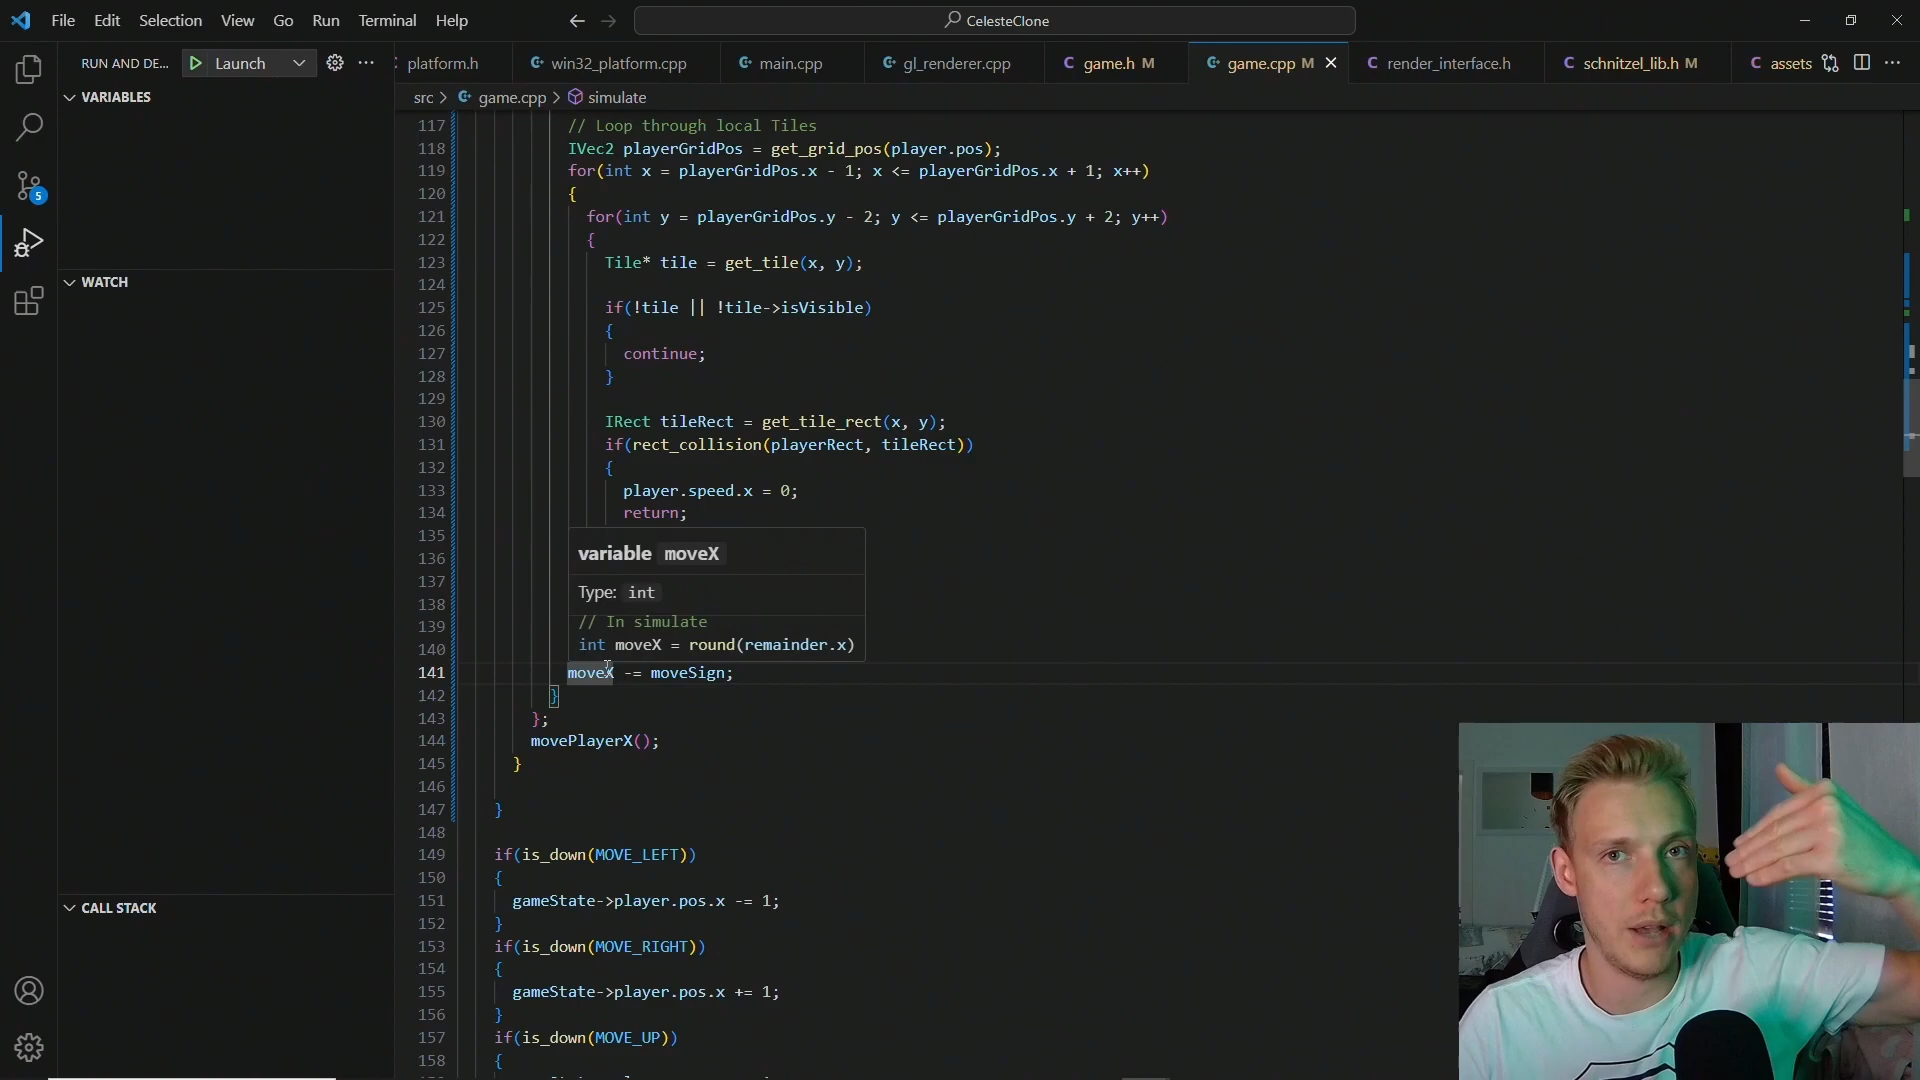 File Edit Selection View Go Run Terminal Help
CelesteClone
RUN AND DE... Launch
platform.h win32_platform.cpp main.cpp gl_renderer.cpp game.h M game.cpp M render_interface.h schnitzel_lib.h M assets
VARIABLES
WATCH
CALL STACK
5
src > game.cpp > simulate
117 // Loop through local Tiles
118 IVec2 playerGridPos = get_grid_pos(player.pos);
119 for(int x = playerGridPos.x - 1; x <= playerGridPos.x + 1; x++)
120 {
121 for(int y = playerGridPos.y - 2; y <= playerGridPos.y + 2; y++)
122 {
123 Tile* tile = get_tile(x, y);
124
125 if(!tile || !tile->isVisible)
126 {
127 continue;
128 }
129
130 IRect tileRect = get_tile_rect(x, y);
131 if(rect_collision(playerRect, tileRect))
132 {
133 player.speed.x = 0;
134 return;
135
136
137
138
139
140
variable moveX
Type: int
// In simulate
int moveX = round(remainder.x)
141 moveX -= moveSign;
142 }
143 };
144 movePlayerX();
145 }
146
147 }
148
149 if(is_down(MOVE_LEFT))
150 {
151 gameState->player.pos.x -= 1;
152 }
153 if(is_down(MOVE_RIGHT))
154 {
155 gameState->player.pos.x += 1;
156 }
157 if(is_down(MOVE_UP))
158 {